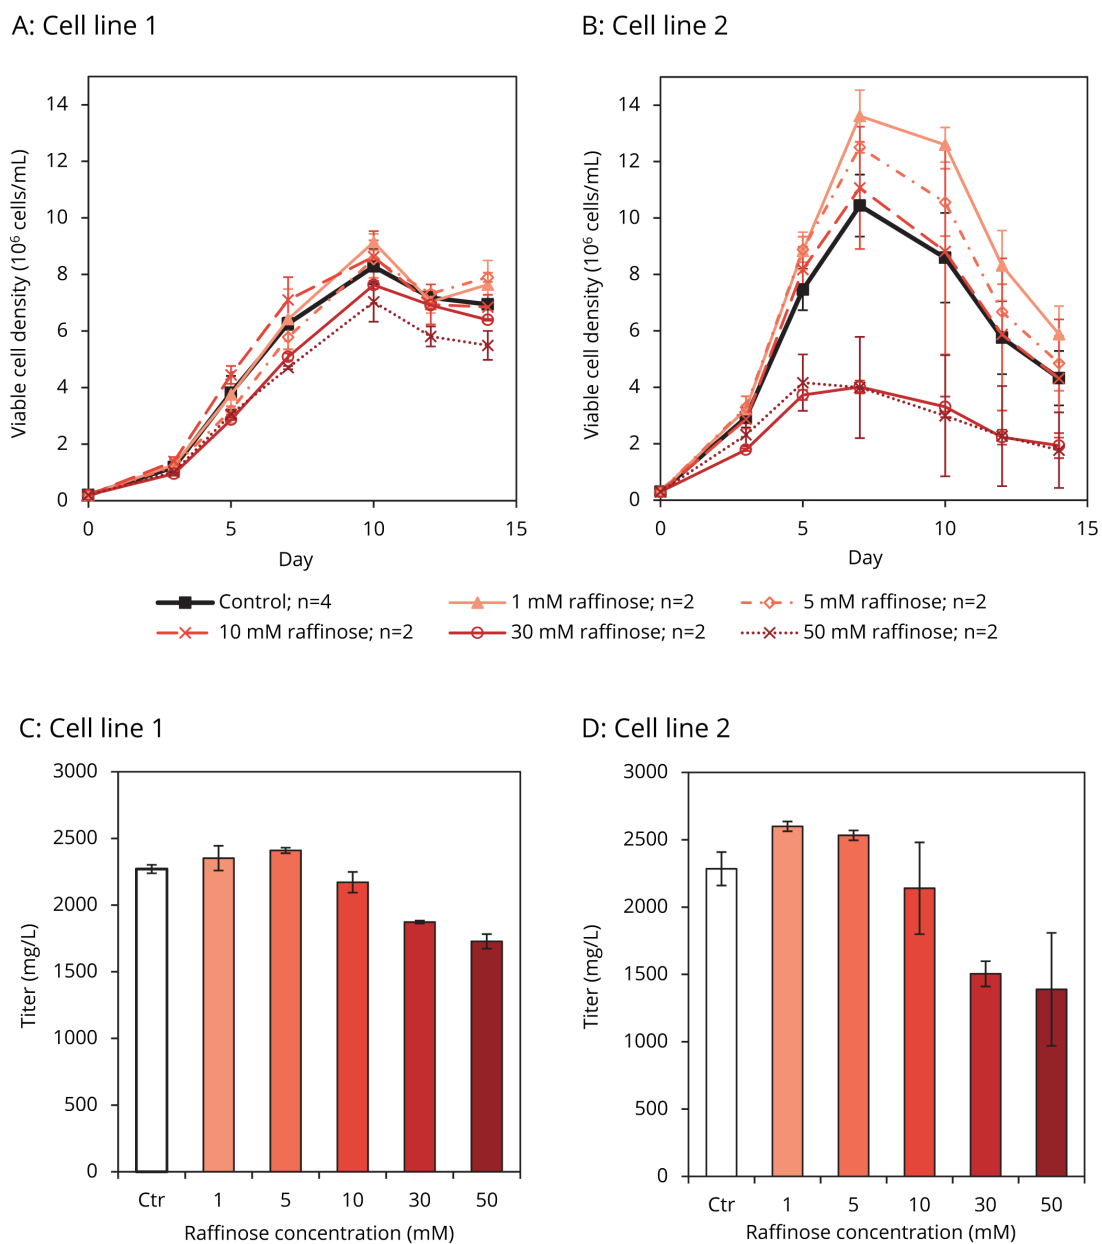 A: Cell line 1
B: Cell line 2
Viable cell density (10⁶ cells/mL)
14
12
10
8
6
4
2
0
0 5 10 15
Day
Viable cell density (10⁶ cells/mL)
14
12
10
8
6
4
2
0
0 5 10 15
Day
Control; n=4
1 mM raffinose; n=2
5 mM raffinose; n=2
10 mM raffinose; n=2
30 mM raffinose; n=2
50 mM raffinose; n=2
C: Cell line 1
D: Cell line 2
Titer (mg/L)
3000
2500
2000
1500
1000
500
0
Ctr 1 5 10 30 50
Raffinose concentration (mM)
Titer (mg/L)
3000
2500
2000
1500
1000
500
0
Ctr 1 5 10 30 50
Raffinose concentration (mM)